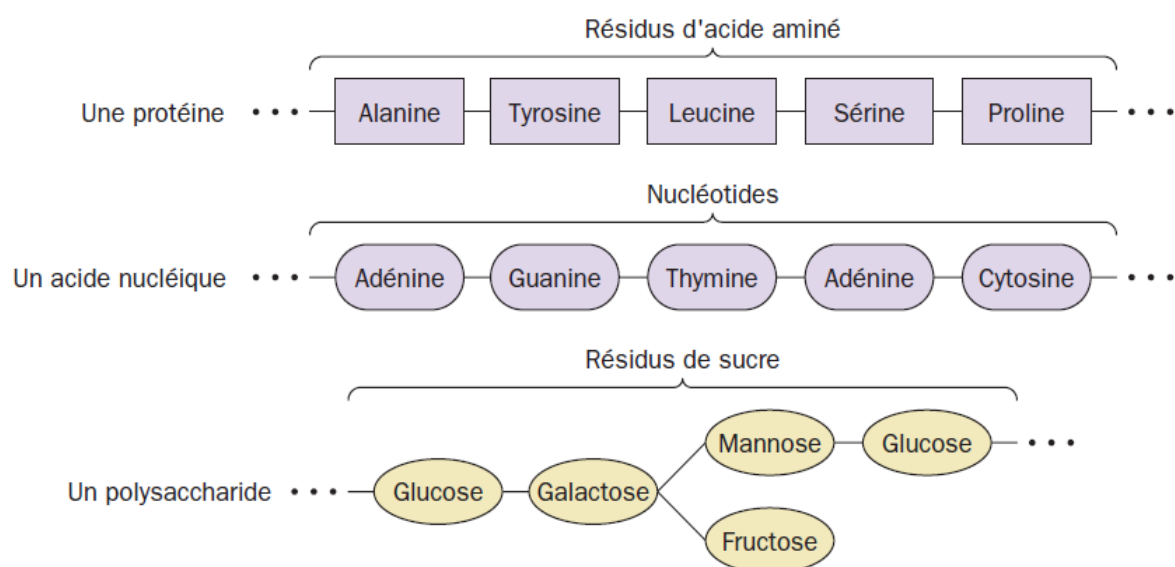 Résidus d'acide aminé
Une protéine • • • Alanine Tyrosine Leucine Sérine Proline • • •
Nucléotides
Un acide nucléique • • • Adénine Guanine Thymine Adénine Cytosine • • •
Résidus de sucre
Mannose Glucose • • •
Un polysaccharide • • • Glucose Galactose
Fructose